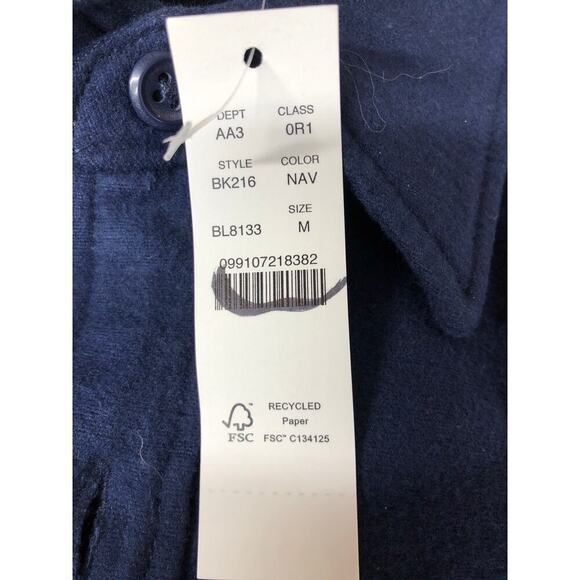 DEPT CLASS
AA3 0R1
STYLE COLOR
BK216 NAV
SIZE
BL8133 M
099107218382
RECYCLED
Paper
FSC FSC™ C134125